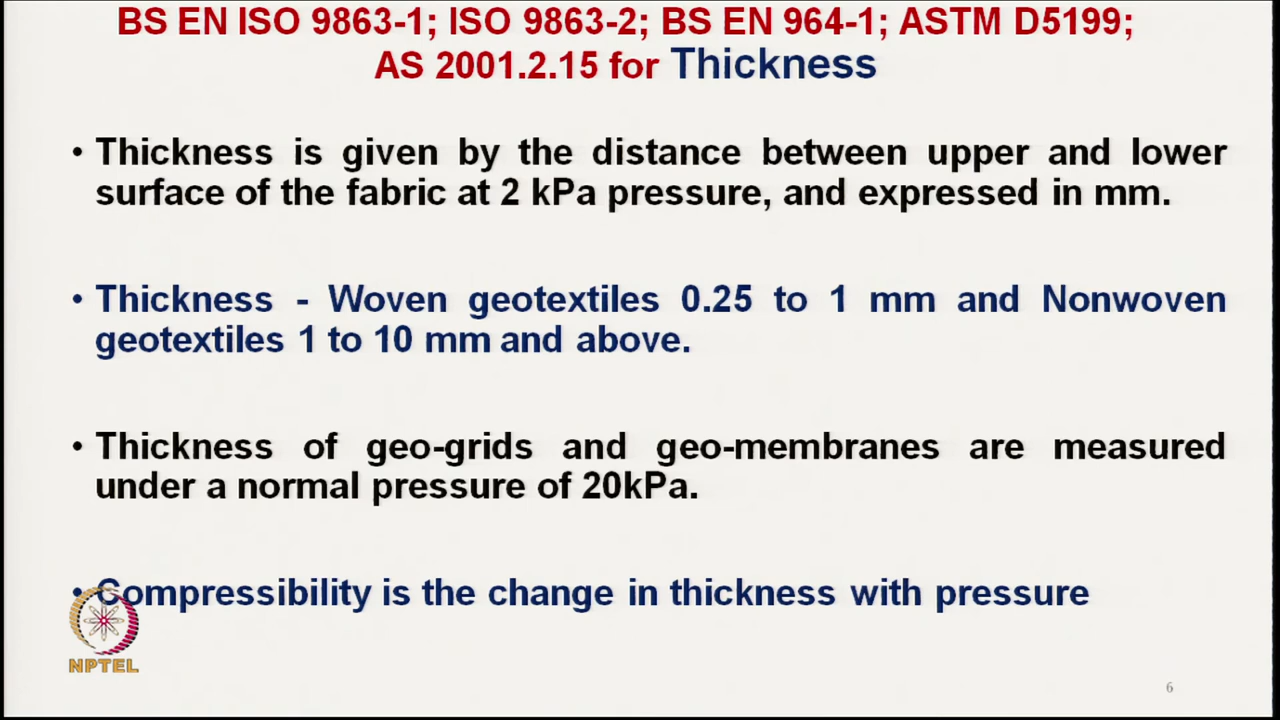 BS EN ISO 9863-1; ISO 9863-2; BS EN 964-1; ASTM D5199;
AS 2001.2.15 for Thickness
• Thickness is given by the distance between upper and lower
surface of the fabric at 2 kPa pressure, and expressed in mm.
• Thickness - Woven geotextiles 0.25 to 1 mm and Nonwoven
geotextiles 1 to 10 mm and above.
• Thickness of geo-grids and geo-membranes are measured
under a normal pressure of 20kPa.
• Compressibility is the change in thickness with pressure
NPTEL
6